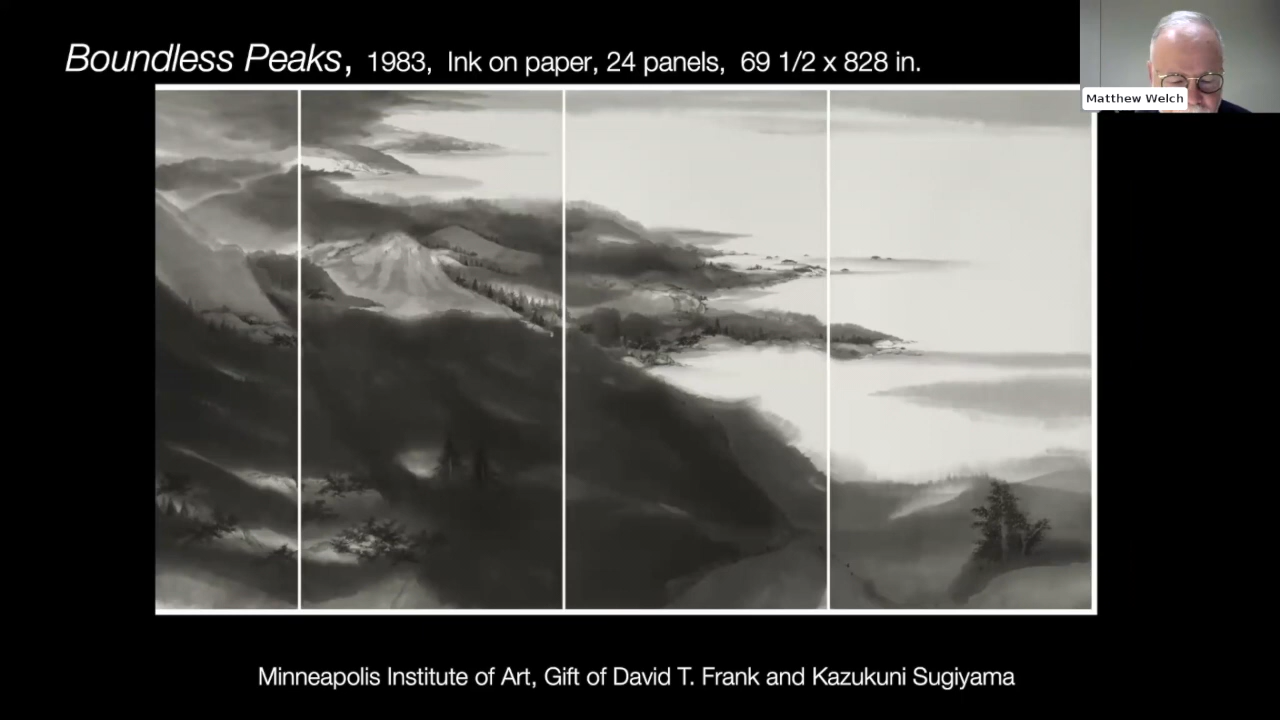 Boundless Peaks, 1983, Ink on paper, 24 panels, 69 1/2 x 828 in.
Matthew Welch
Minneapolis Institute of Art, Gift of David T. Frank and Kazukuni Sugiyama